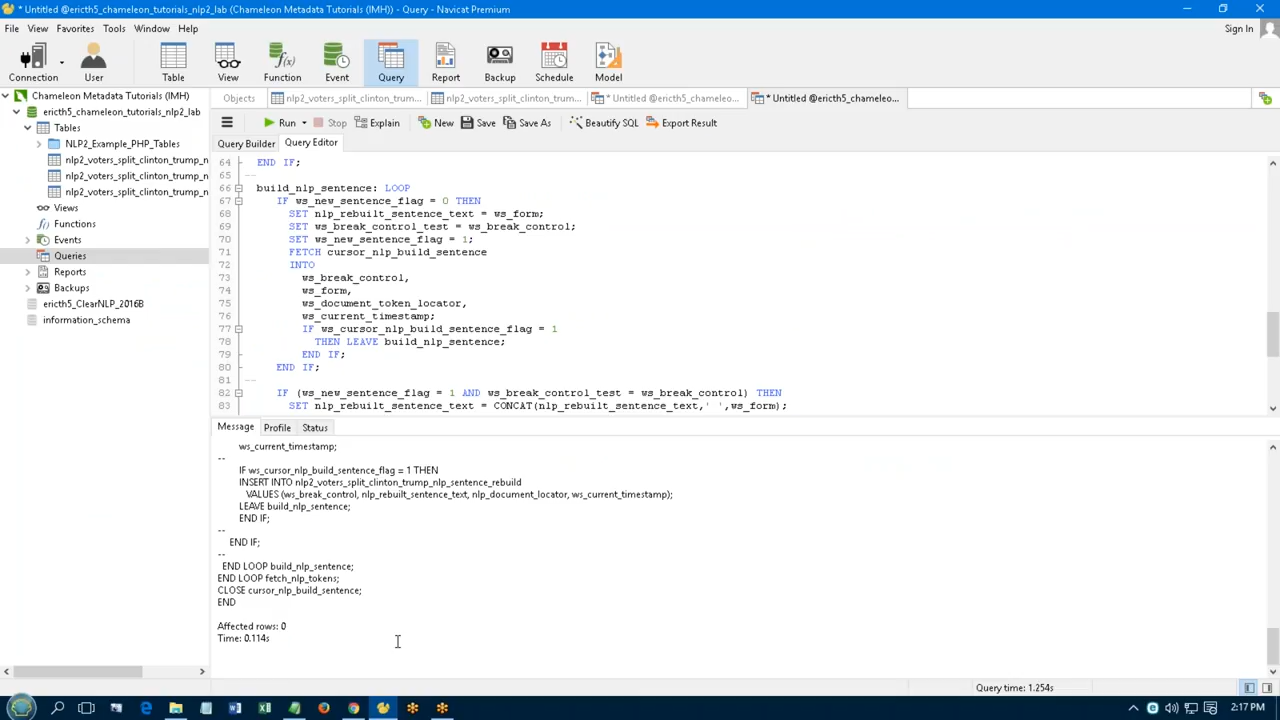 * Untitled @ericth5_chameleon_tutorials_nlp2_lab (Chameleon Metadata Tutorials (IMH)) - Query - Navicat Premium
File View Favorites Tools Window Help Sign In
Connection User Table View Function Event Query Report Backup Schedule Model
Chameleon Metadata Tutorials (IMH)
ericth5_chameleon_tutorials_nlp2_lab
Tables
NLP2_Example_PHP_Tables
nlp2_voters_split_clinton_trump_n
nlp2_voters_split_clinton_trump_n
nlp2_voters_split_clinton_trump_n
Views
Functions
Events
Queries
Reports
Backups
ericth5_ClearNLP_2016B
information_schema
Objects nlp2_voters_split_clinton_trum... nlp2_voters_split_clinton_trum... * Untitled @ericth5_chameleo... * Untitled @ericth5_chameleo...
Run Stop Explain New Save Save As Beautify SQL Export Result
Query Builder Query Editor
64 END IF;
65 --
66 build_nlp_sentence: LOOP
67 IF ws_new_sentence_flag = 0 THEN
68 SET nlp_rebuilt_sentence_text = ws_form;
69 SET ws_break_control_test = ws_break_control;
70 SET ws_new_sentence_flag = 1;
71 FETCH cursor_nlp_build_sentence
72 INTO
73 ws_break_control,
74 ws_form,
75 ws_document_token_locator,
76 ws_current_timestamp;
77 IF ws_cursor_nlp_build_sentence_flag = 1
78 THEN LEAVE build_nlp_sentence;
79 END IF;
80 END IF;
81 --
82 IF (ws_new_sentence_flag = 1 AND ws_break_control_test = ws_break_control) THEN
83 SET nlp_rebuilt_sentence_text = CONCAT(nlp_rebuilt_sentence_text,' ',ws_form);
Message Profile Status
ws_current_timestamp;
--
IF ws_cursor_nlp_build_sentence_flag = 1 THEN
INSERT INTO nlp2_voters_split_clinton_trump_nlp_sentence_rebuild
VALUES (ws_break_control, nlp_rebuilt_sentence_text, nlp_document_locator, ws_current_timestamp);
LEAVE build_nlp_sentence;
END IF;
--
END IF;
--
END LOOP build_nlp_sentence;
END LOOP fetch_nlp_tokens;
CLOSE cursor_nlp_build_sentence;
END
Affected rows: 0
Time: 0.114s
Query time: 1.254s
2:17 PM